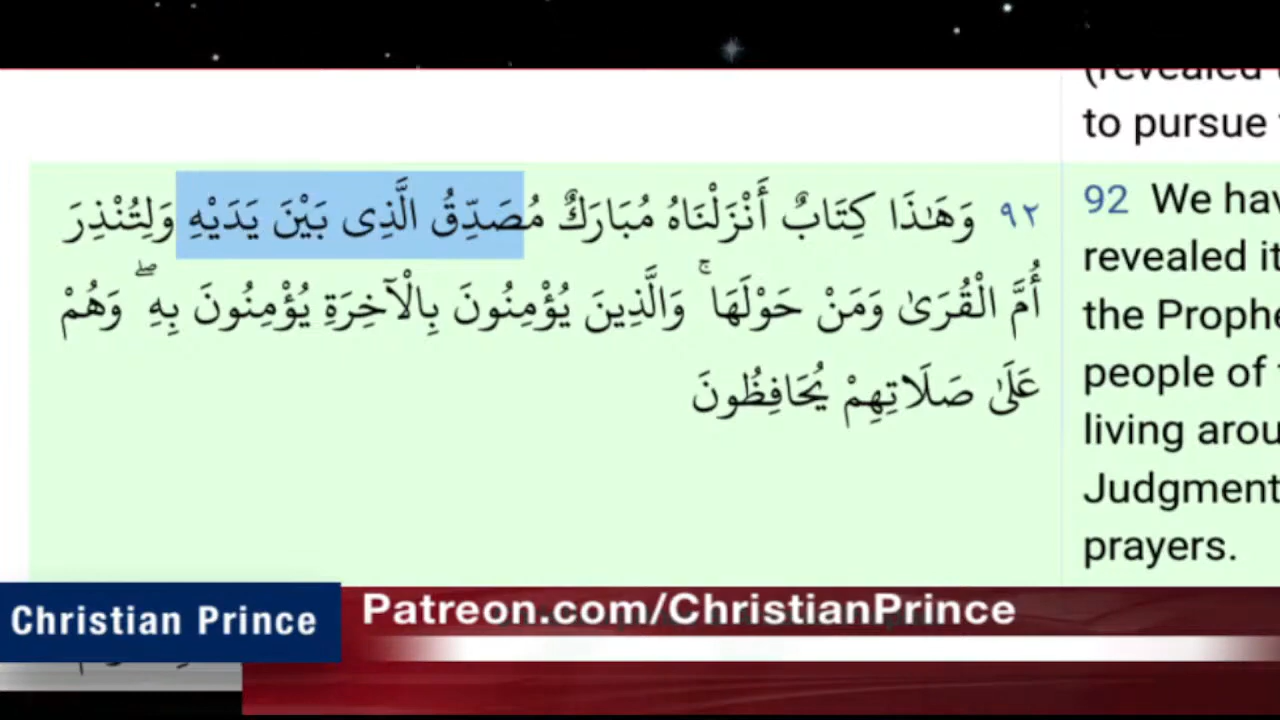 to pursue
٩٢ وَهَـٰذَا كِتَابٌ أَنْزَلْنَاهُ مُبَارَكٌ مُصَدِّقُ الَّذِى بَيْنَ يَدَيْهِ وَلِتُنْذِرَ
أُمَّ الْقُرَىٰ وَمَنْ حَوْلَهَا ۚ وَالَّذِينَ يُؤْمِنُونَ بِالْآخِرَةِ يُؤْمِنُونَ بِهِ ۖ وَهُمْ
عَلَىٰ صَلَاتِهِمْ يُحَافِظُونَ
92 We hav
revealed it
the Prophe
people of
living arou
Judgment
prayers.
Christian Prince
Patreon.com/ChristianPrince